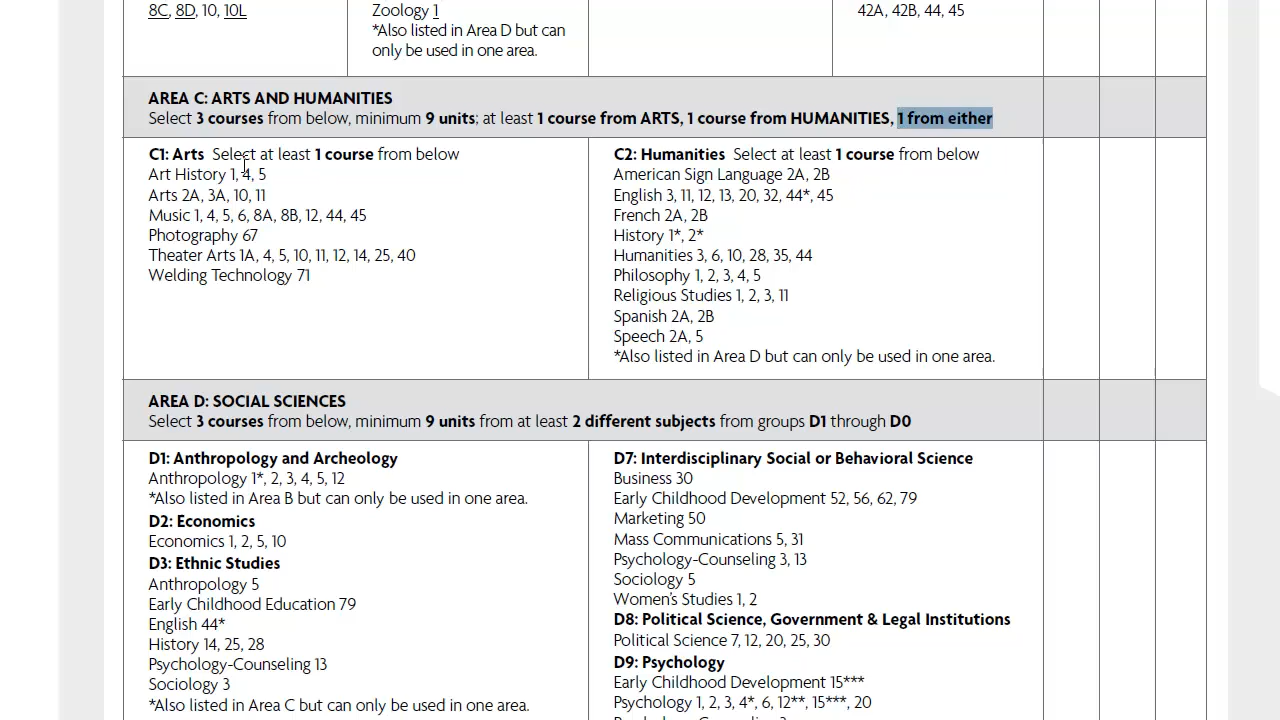 8C, 8D, 10, 10L
Zoology 1
*Also listed in Area D but can
only be used in one area.
42A, 42B, 44, 45
AREA C: ARTS AND HUMANITIES
Select 3 courses from below, minimum 9 units; at least 1 course from ARTS, 1 course from HUMANITIES, 1 from either
C1: Arts Select at least 1 course from below
Art History 1, 4, 5
Arts 2A, 3A, 10, 11
Music 1, 4, 5, 6, 8A, 8B, 12, 44, 45
Photography 67
Theater Arts 1A, 4, 5, 10, 11, 12, 14, 25, 40
Welding Technology 71
C2: Humanities Select at least 1 course from below
American Sign Language 2A, 2B
English 3, 11, 12, 13, 20, 32, 44*, 45
French 2A, 2B
History 1*, 2*
Humanities 3, 6, 10, 28, 35, 44
Philosophy 1, 2, 3, 4, 5
Religious Studies 1, 2, 3, 11
Spanish 2A, 2B
Speech 2A, 5
*Also listed in Area D but can only be used in one area.
AREA D: SOCIAL SCIENCES
Select 3 courses from below, minimum 9 units from at least 2 different subjects from groups D1 through D0
D1: Anthropology and Archeology
Anthropology 1*, 2, 3, 4, 5, 12
*Also listed in Area B but can only be used in one area.
D2: Economics
Economics 1, 2, 5, 10
D3: Ethnic Studies
Anthropology 5
Early Childhood Education 79
English 44*
History 14, 25, 28
Psychology-Counseling 13
Sociology 3
*Also listed in Area C but can only be used in one area.
D7: Interdisciplinary Social or Behavioral Science
Business 30
Early Childhood Development 52, 56, 62, 79
Marketing 50
Mass Communications 5, 31
Psychology-Counseling 3, 13
Sociology 5
Women's Studies 1, 2
D8: Political Science, Government & Legal Institutions
Political Science 7, 12, 20, 25, 30
D9: Psychology
Early Childhood Development 15***
Psychology 1, 2, 3, 4*, 6, 12**, 15***, 20